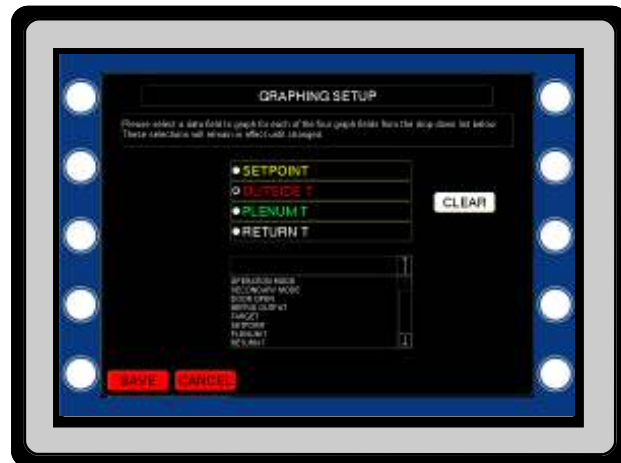 GRAPHING SETUP
Please select a data field to graph for each of the four graph fields from the drop down list below
These selections will remain in effect until changed.
SETPOINT
OUTSIDE T
PLENUM T
CLEAR
RETURN T
OPERATION MODE
SECONDARY MODE
DOOR OPEN
OUTPUT
TARGET
SETPOINT
PLENUM T
RETURN T
SAVE CANCEL